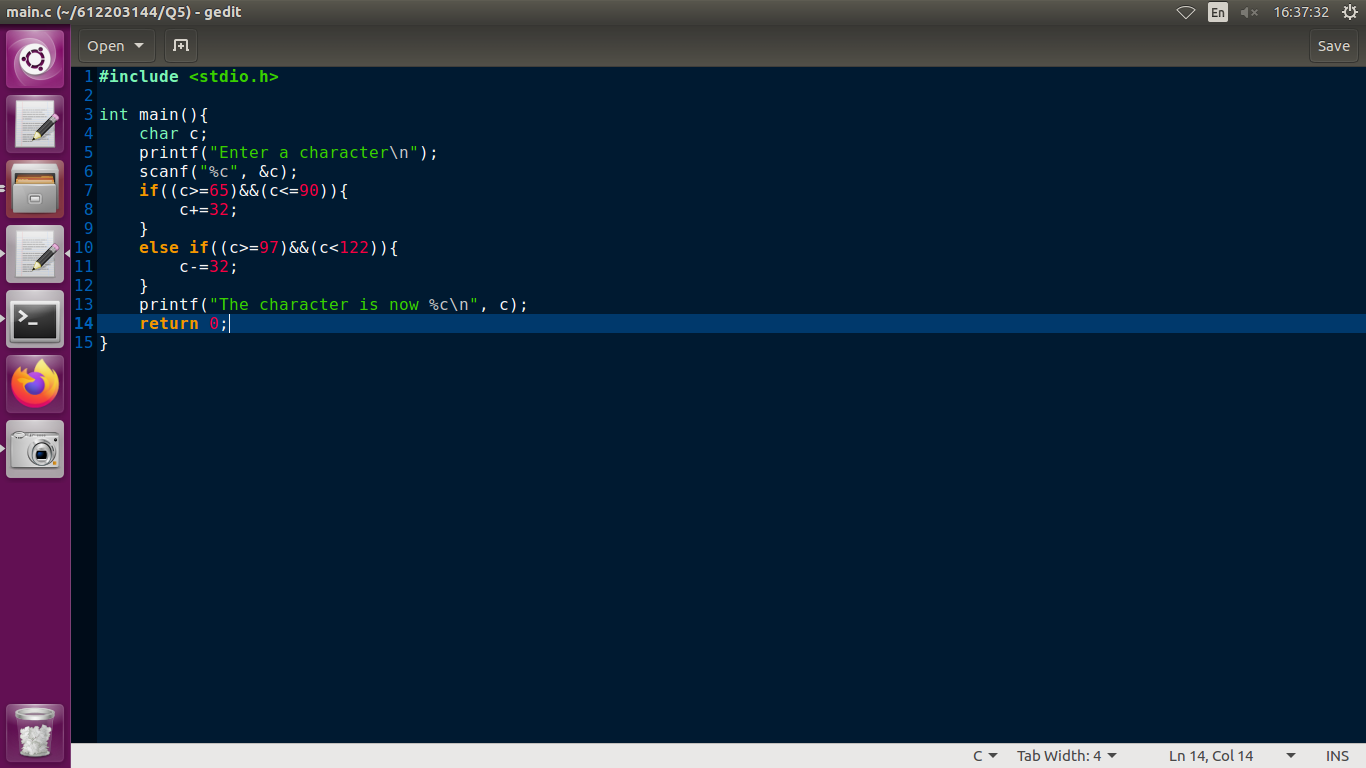 main.c (~/612203144/Q5) - gedit
En
16:37:32
Open
Save
1 #include <stdio.h>
2
3 int main(){
4     char c;
5     printf("Enter a character\n");
6     scanf("%c", &c);
7     if((c>=65)&&(c<=90)){
8         c+=32;
9     }
10     else if((c>=97)&&(c<122)){
11         c-=32;
12     }
13     printf("The character is now %c\n", c);
14     return 0;
15 }
C
Tab Width: 4
Ln 14, Col 14
INS